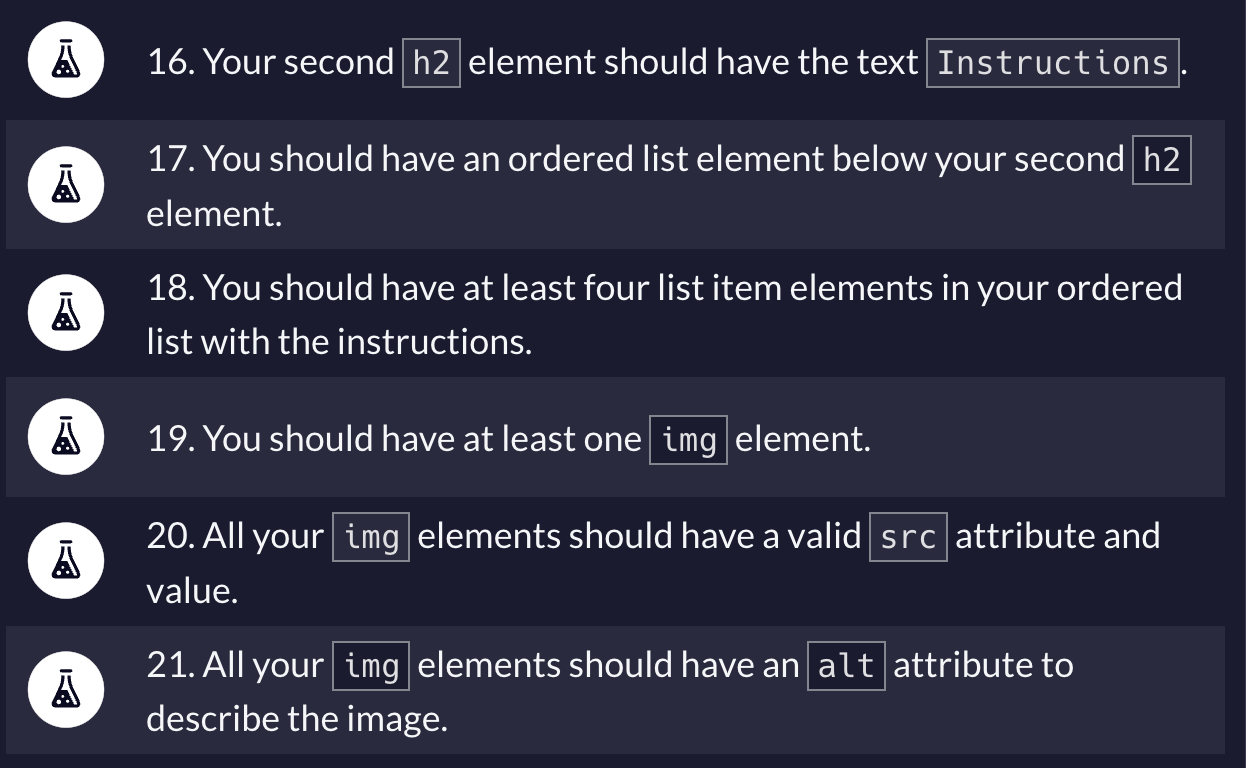 16. Your second h2 element should have the text Instructions.
17. You should have an ordered list element below your second h2
element.
18. You should have at least four list item elements in your ordered
list with the instructions.
19. You should have at least one img element.
20. All your img elements should have a valid src attribute and
value.
21. All your img elements should have an alt attribute to
describe the image.